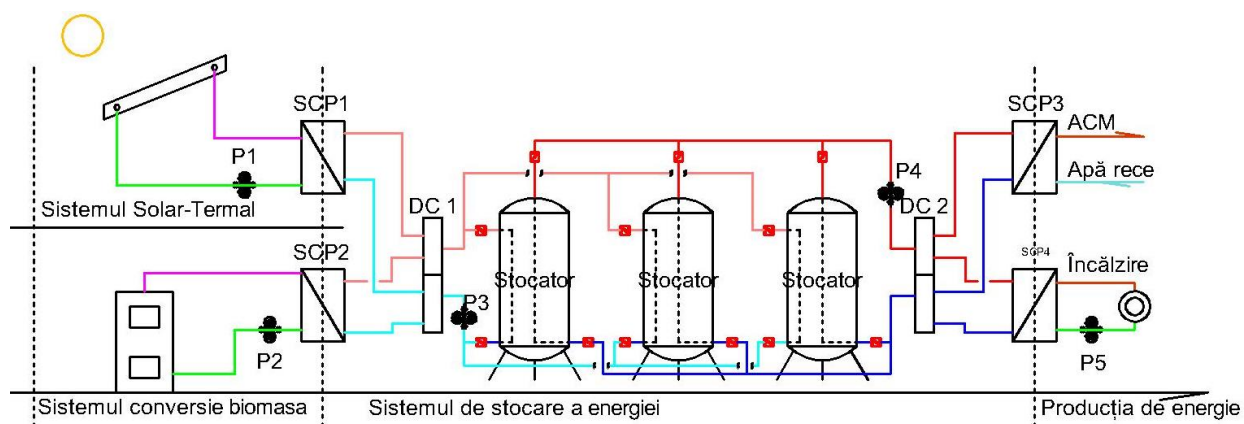 SCP1
SCP3
ACM
P1
P4
Apă rece
Sistemul Solar-Termal
DC 1
DC 2
SCP2
SCP4
Încălzire
Stocator
Stocator
Stocator
P3
P2
P5
Sistemul conversie biomasa
Sistemul de stocare a energiei
Producția de energie